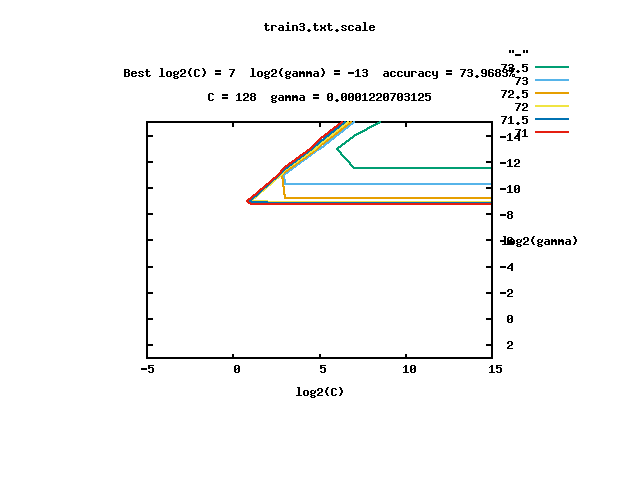 train3.txt.scale
"-"
Best log2(C) = 7 log2(gamma) = -13 accuracy = 73.9683%
73.5
73
72.5
72
71.5
71
C = 128 gamma = 0.0001220703125
-14
-12
-10
-8
-6
log2(gamma)
-4
-2
0
2
-5 0 5 10 15
log2(C)